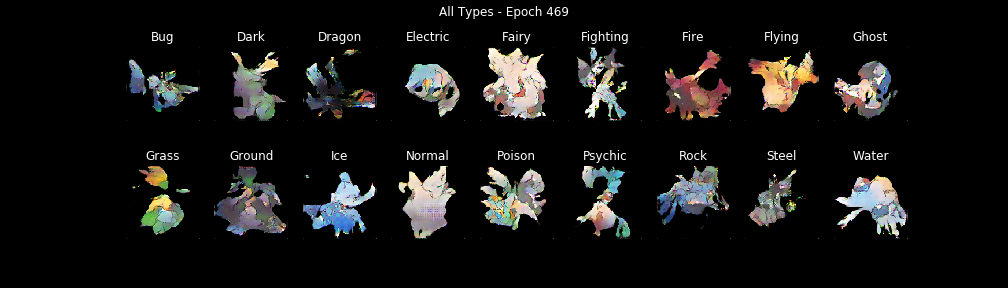 All Types - Epoch 469
Bug Dark Dragon Electric Fairy Fighting Fire Flying Ghost
Grass Ground Ice Normal Poison Psychic Rock Steel Water